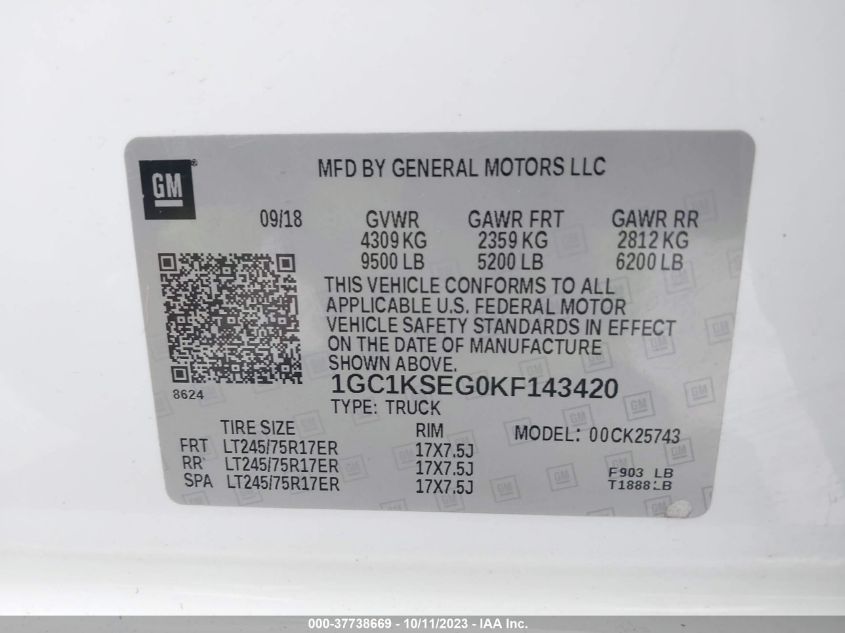 GM ®
MFD BY GENERAL MOTORS LLC
09/18 GVWR GAWR FRT GAWR RR
4309 KG 2359 KG 2812 KG
9500 LB 5200 LB 6200 LB
THIS VEHICLE CONFORMS TO ALL
APPLICABLE U.S. FEDERAL MOTOR
VEHICLE SAFETY STANDARDS IN EFFECT
ON THE DATE OF MANUFACTURE
SHOWN ABOVE.
8624
1GC1KSEG0KF143420
TYPE: TRUCK
TIRE SIZE RIM MODEL: 00CK25743
FRT LT245/75R17ER 17X7.5J
RR LT245/75R17ER 17X7.5J F903 LB
SPA LT245/75R17ER 17X7.5J T1888LB
000-37738669 - 10/11/2023 - IAA Inc.